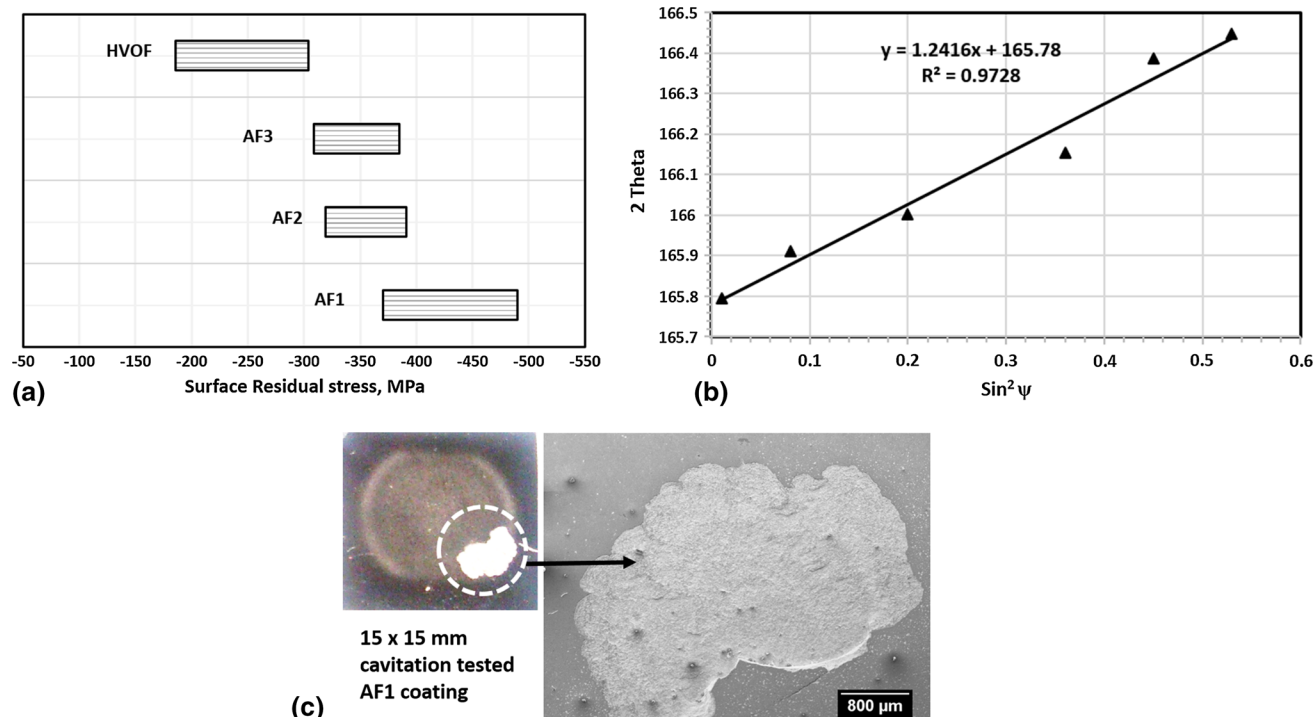 HVOF
AF3
AF2
AF1
-50 -100 -150 -200 -250 -300 -350 -400 -450 -500 -550
Surface Residual stress, MPa
(a)
166.5
166.4
166.3
166.2
166.1
166
165.9
165.8
165.7
2 Theta
y = 1.2416x + 165.78
R² = 0.9728
0 0.1 0.2 0.3 0.4 0.5 0.6
Sin² ψ
(b)
15 x 15 mm
cavitation tested
AF1 coating
(c)
800 µm